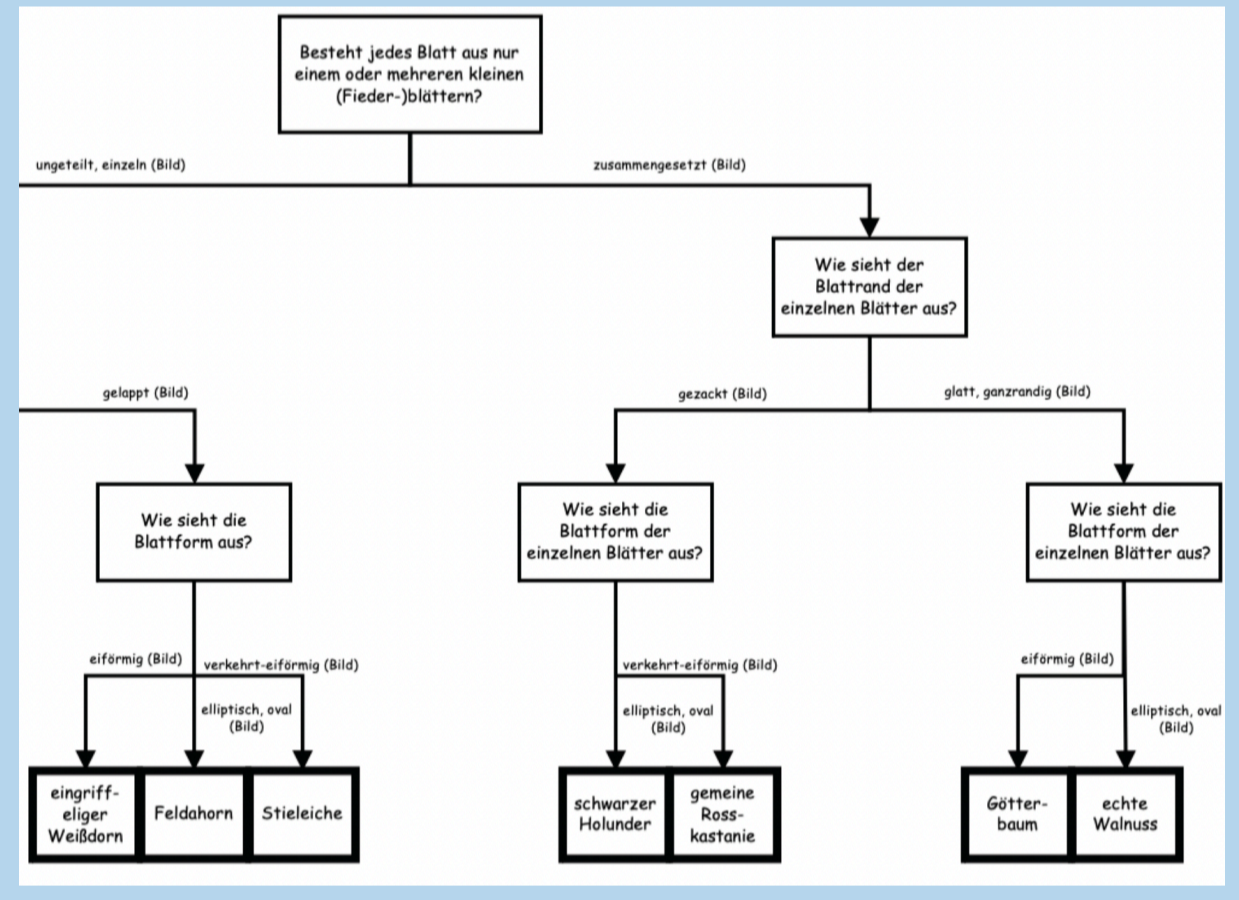 Besteht jedes Blatt aus nur
einem oder mehreren kleinen
(Fieder-)blättern?
ungeteilt, einzeln (Bild)
zusammengesetzt (Bild)
Wie sieht der
Blattrand der
einzelnen Blätter aus?
gelappt (Bild)
gezackt (Bild)
glatt, ganzrandig (Bild)
Wie sieht die
Blattform aus?
Wie sieht die
Blattform der
einzelnen Blätter aus?
Wie sieht die
Blattform der
einzelnen Blätter aus?
eiförmig (Bild)
verkehrt-eiförmig (Bild)
elliptisch, oval
(Bild)
verkehrt-eiförmig (Bild)
elliptisch, oval
(Bild)
eiförmig (Bild)
elliptisch, oval
(Bild)
eingriff-
eliger
Weißdorn
Feldahorn
Stieleiche
schwarzer
Holunder
gemeine
Ross-
kastanie
Götter-
baum
echte
Walnuss